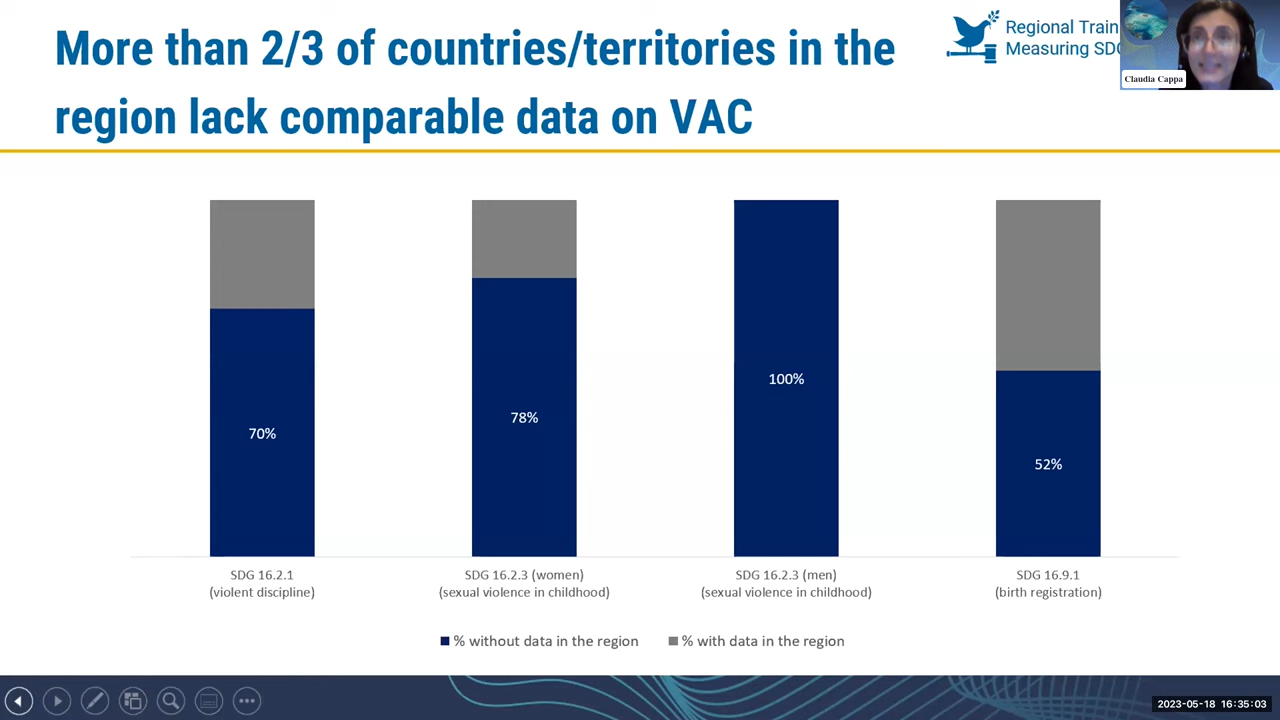 More than 2/3 of countries/territories in the
region lack comparable data on VAC
Regional Train
Measuring SDG
Claudia Cappa
70%
78%
100%
52%
SDG 16.2.1
(violent discipline)
SDG 16.2.3 (women)
(sexual violence in childhood)
SDG 16.2.3 (men)
(sexual violence in childhood)
SDG 16.9.1
(birth registration)
% without data in the region
% with data in the region
2023-05-18 16:35:03